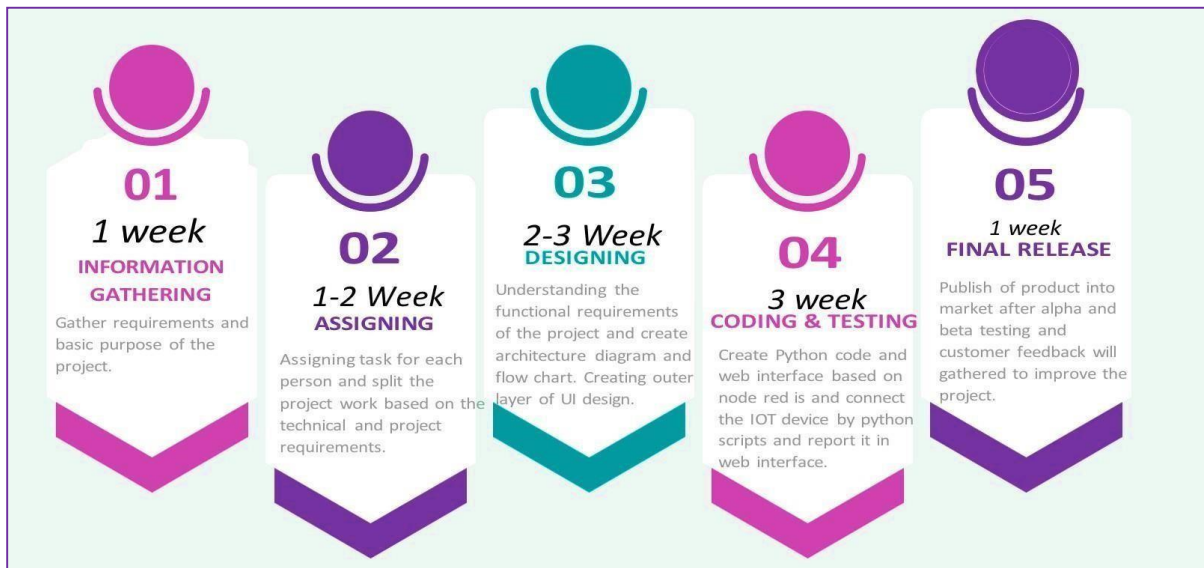 01
1 week
INFORMATION
GATHERING
Gather requirements and
basic purpose of the
project.
02
1-2 Week
ASSIGNING
Assigning task for each
person and split the
project work based on the
technical and project
requirements.
03
2-3 Week
DESIGNING
Understanding the
functional requirements
of the project and create
architecture diagram and
flow chart. Creating outer
layer of UI design.
04
3 week
CODING & TESTING
Create Python code and
web interface based on
node red is and connect
the IOT device by python
scripts and report it in
web interface.
05
1 week
FINAL RELEASE
Publish of product into
market after alpha and
beta testing and
customer feedback will
gathered to improve the
project.